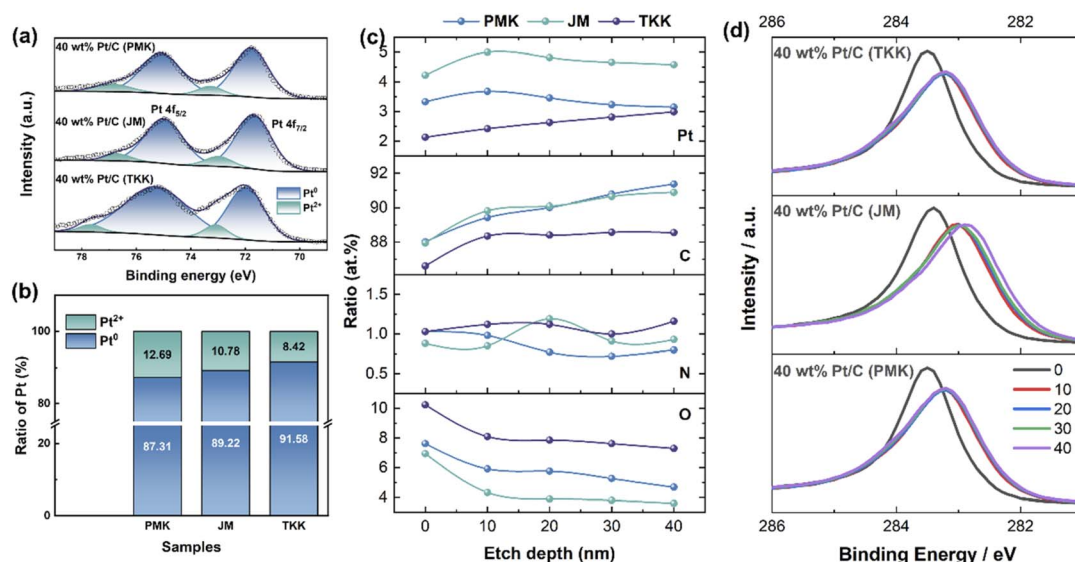 (a)
40 wt% Pt/C (PMK)
Pt 4f5/2
40 wt% Pt/C (JM)
Pt 4f7/2
40 wt% Pt/C (TKK)
Pt0
Pt2+
Intensity (a.u.)
78 76 74 72 70
Binding energy (eV)
(b)
Pt2+
Pt0
100
80
20
0
12.69 10.78 8.42
87.31 89.22 91.58
Ratio of Pt (%)
PMK JM TKK
Samples
PMK JM TKK
(c)
5
4
3
2
Pt
92
90
88
C
1.5
1.0
0.5
N
10
8
6
4
O
Ratio (at.%)
0 10 20 30 40
Etch depth (nm)
(d)
286 284 282
40 wt% Pt/C (TKK)
40 wt% Pt/C (JM)
40 wt% Pt/C (PMK)
0
10
20
30
40
Intensity / a.u.
286 284 282
Binding Energy / eV